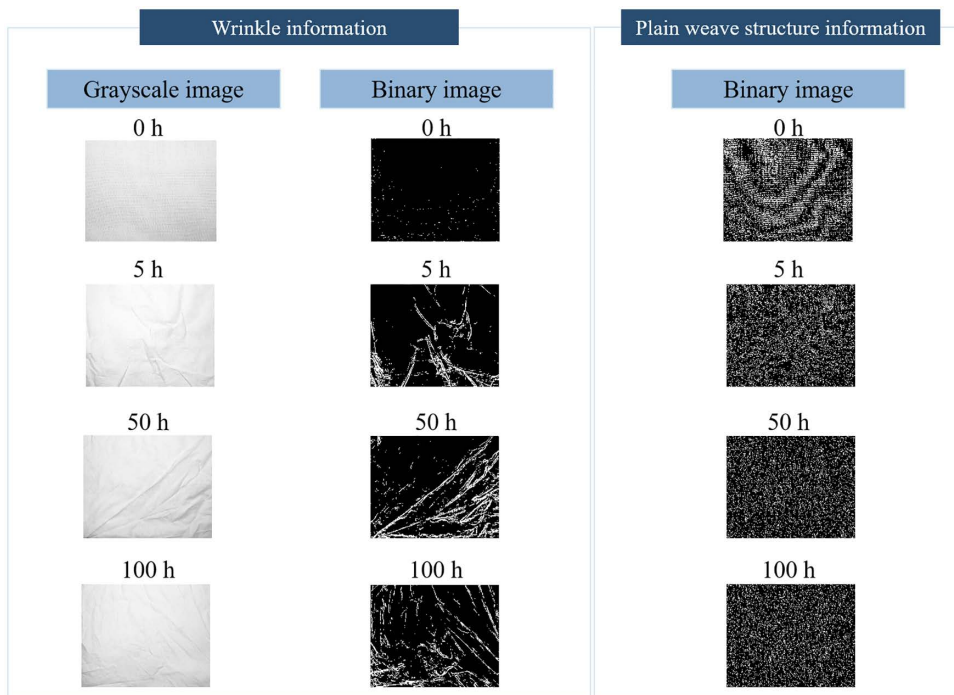 Wrinkle information
Plain weave structure information
Grayscale image
Binary image
Binary image
0 h
0 h
0 h
5 h
5 h
5 h
50 h
50 h
50 h
100 h
100 h
100 h